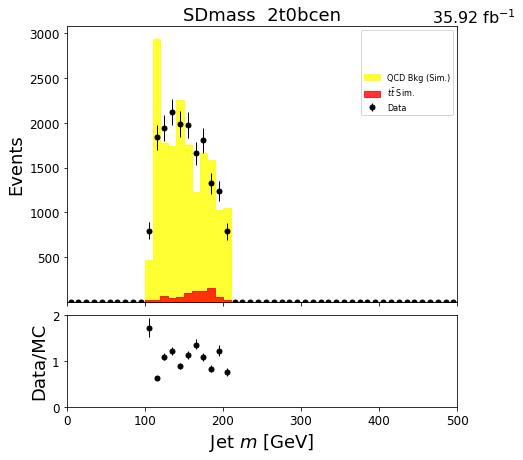 SDmass 2t0bcen
35.92 fb⁻¹
3000
2500
2000
1500
1000
500
Events
QCD Bkg (Sim.)
tt̄ Sim.
Data
2
1
0
Data/MC
0 100 200 300 400 500
Jet m [GeV]